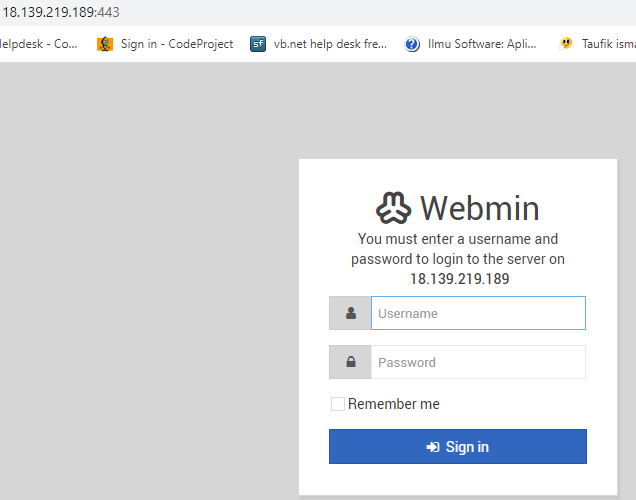 18.139.219.189:443
Helpdesk - Co...
Sign in - CodeProject
sf
vb.net help desk fre...
?
Ilmu Software: Apli...
Taufik isma
Webmin
You must enter a username and
password to login to the server on
18.139.219.189
Username
Password
Remember me
Sign in